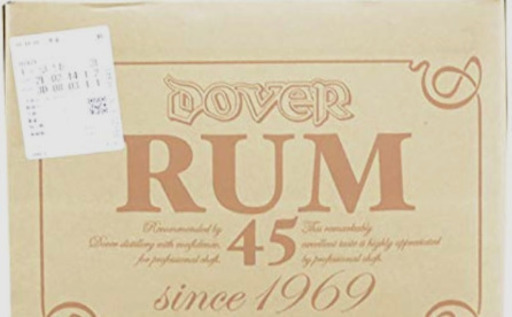 DOVER
RUM
45
Recommended by
Dover distilling with confidence,
for professional chefs.
This remarkably
excellent taste is highly appreciated
by professional chefs.
since 1969